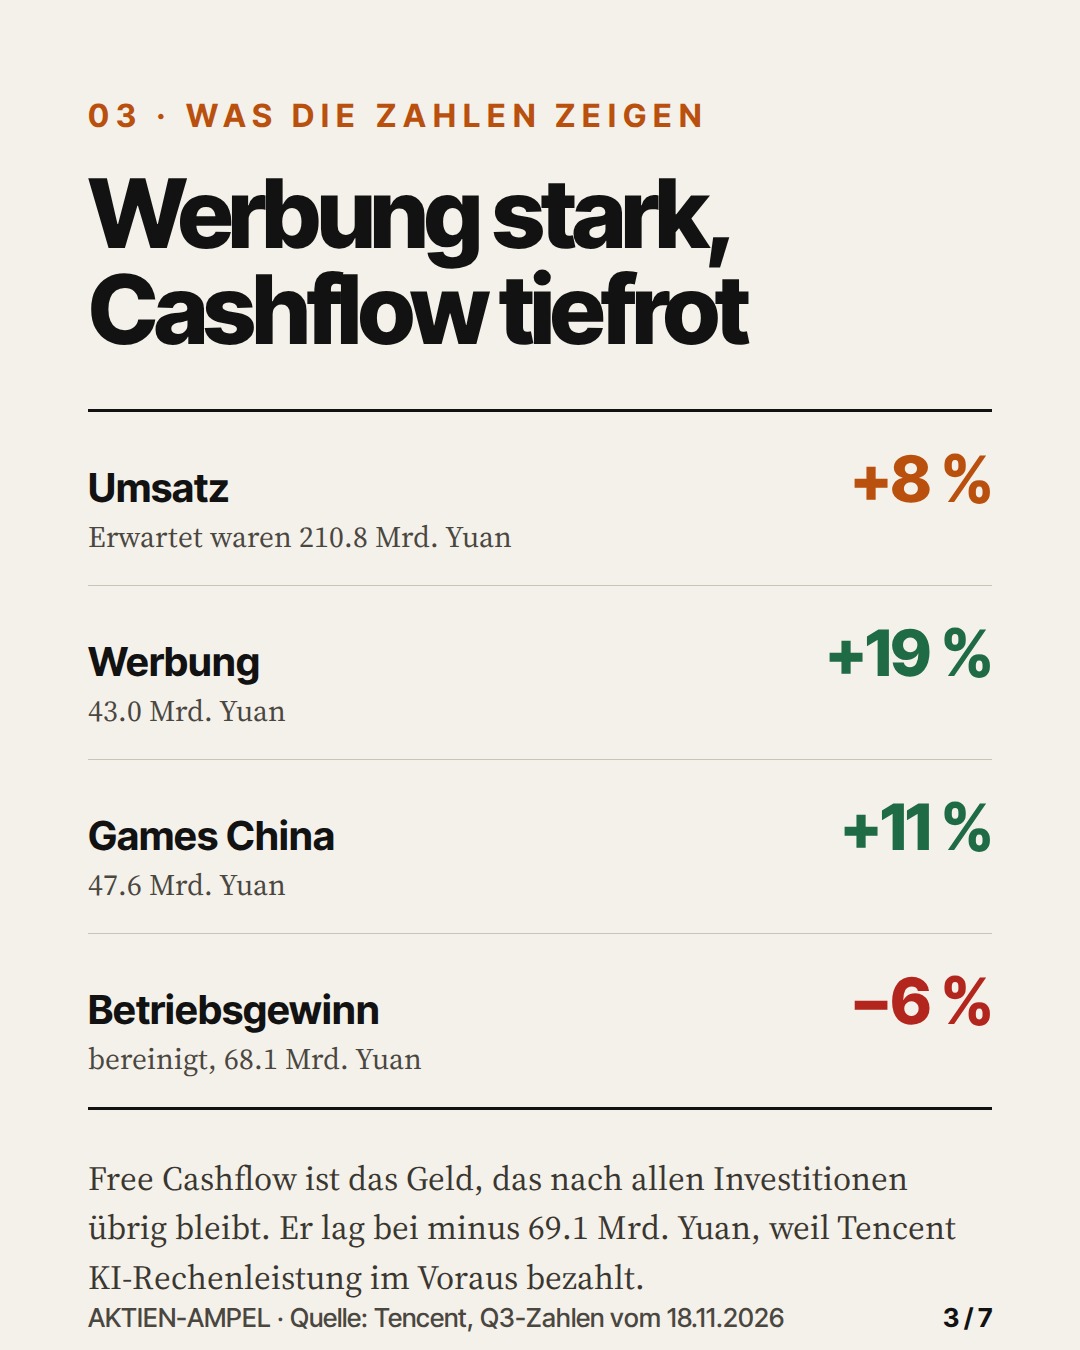 03 · WAS DIE ZAHLEN ZEIGEN
Werbung stark,
Cashflow tiefrot
Umsatz
+8 %
Erwartet waren 210.8 Mrd. Yuan
Werbung
+19 %
43.0 Mrd. Yuan
Games China
+11 %
47.6 Mrd. Yuan
Betriebsgewinn
−6 %
bereinigt, 68.1 Mrd. Yuan
Free Cashflow ist das Geld, das nach allen Investitionen
übrig bleibt. Er lag bei minus 69.1 Mrd. Yuan, weil Tencent
KI-Rechenleistung im Voraus bezahlt.
AKTIEN-AMPEL · Quelle: Tencent, Q3-Zahlen vom 18.11.2026
3 / 7